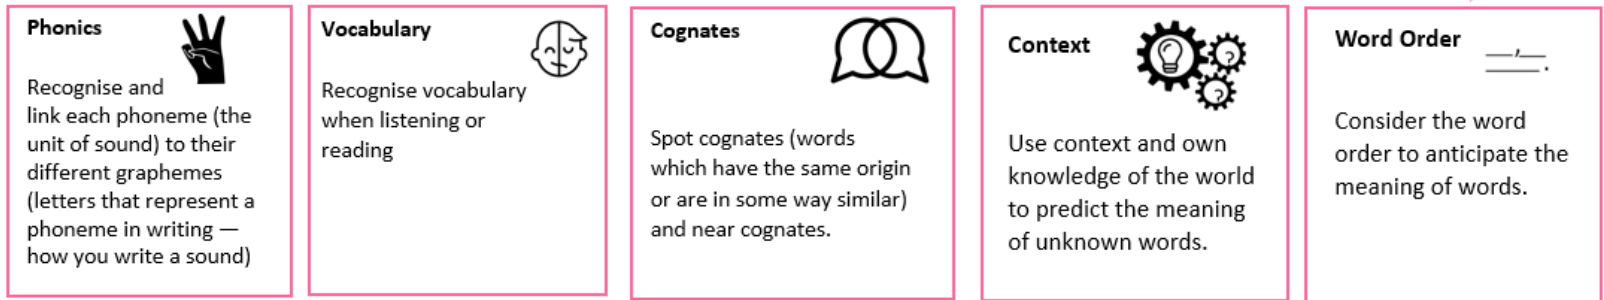 Phonics
Recognise and
link each phoneme (the
unit of sound) to their
different graphemes
(letters that represent a
phoneme in writing —
how you write a sound)
Vocabulary
Recognise vocabulary
when listening or
reading
Cognates
Spot cognates (words
which have the same origin
or are in some way similar)
and near cognates.
Context
? ?
Use context and own
knowledge of the world
to predict the meaning
of unknown words.
Word Order
__,__
____.
Consider the word
order to anticipate the
meaning of words.